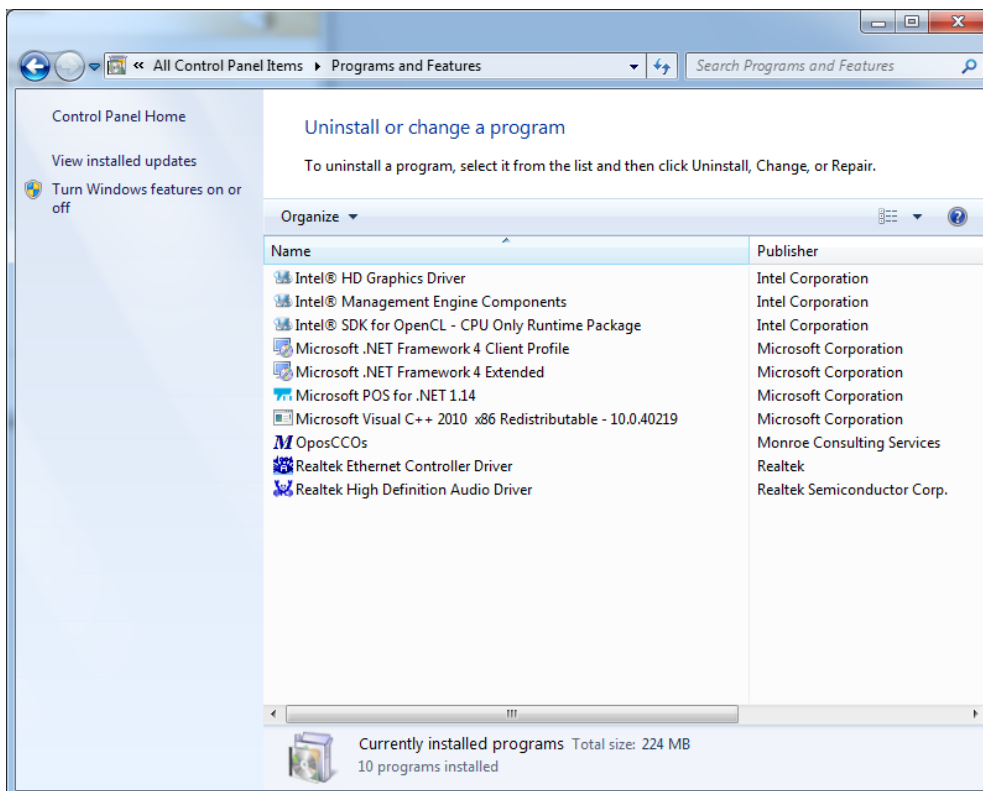 « All Control Panel Items ▸ Programs and Features
Search Programs and Features
Control Panel Home
View installed updates
Turn Windows features on or
off
Uninstall or change a program
To uninstall a program, select it from the list and then click Uninstall, Change, or Repair.
Organize
Name Publisher
Intel® HD Graphics Driver Intel Corporation
Intel® Management Engine Components Intel Corporation
Intel® SDK for OpenCL - CPU Only Runtime Package Intel Corporation
Microsoft .NET Framework 4 Client Profile Microsoft Corporation
Microsoft .NET Framework 4 Extended Microsoft Corporation
Microsoft POS for .NET 1.14 Microsoft Corporation
Microsoft Visual C++ 2010  x86 Redistributable - 10.0.40219 Microsoft Corporation
OposCCOs Monroe Consulting Services
Realtek Ethernet Controller Driver Realtek
Realtek High Definition Audio Driver Realtek Semiconductor Corp.
Currently installed programs Total size: 224 MB
10 programs installed